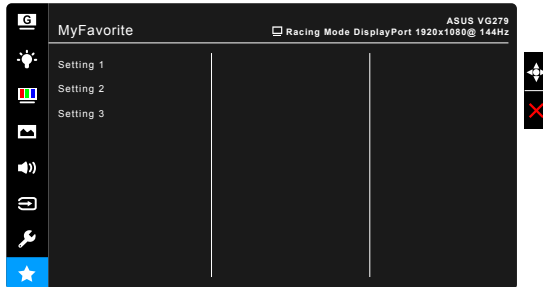 G
MyFavorite
ASUS VG279
Racing Mode DisplayPort 1920x1080@ 144Hz
Setting 1
Setting 2
Setting 3